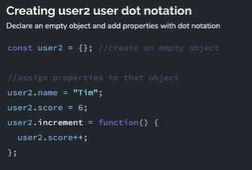 Creating user2 user dot notation
Declare an empty object and add properties with dot notation
const user2 = {}; //create an empty object
//assign properties to that object
user2.name = "Tim";
user2.score = 6;
user2.increment = function() {
user2.score++;
};